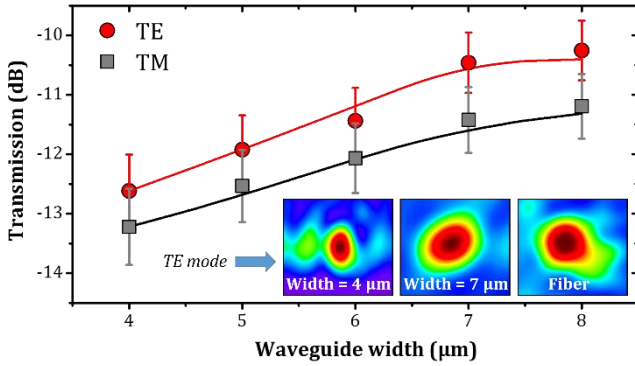 TE
TM
-10
-11
-12
-13
-14
Transmission (dB)
TE mode
Width = 4 μm
Width = 7 μm
Fiber
4
5
6
7
8
Waveguide width (μm)